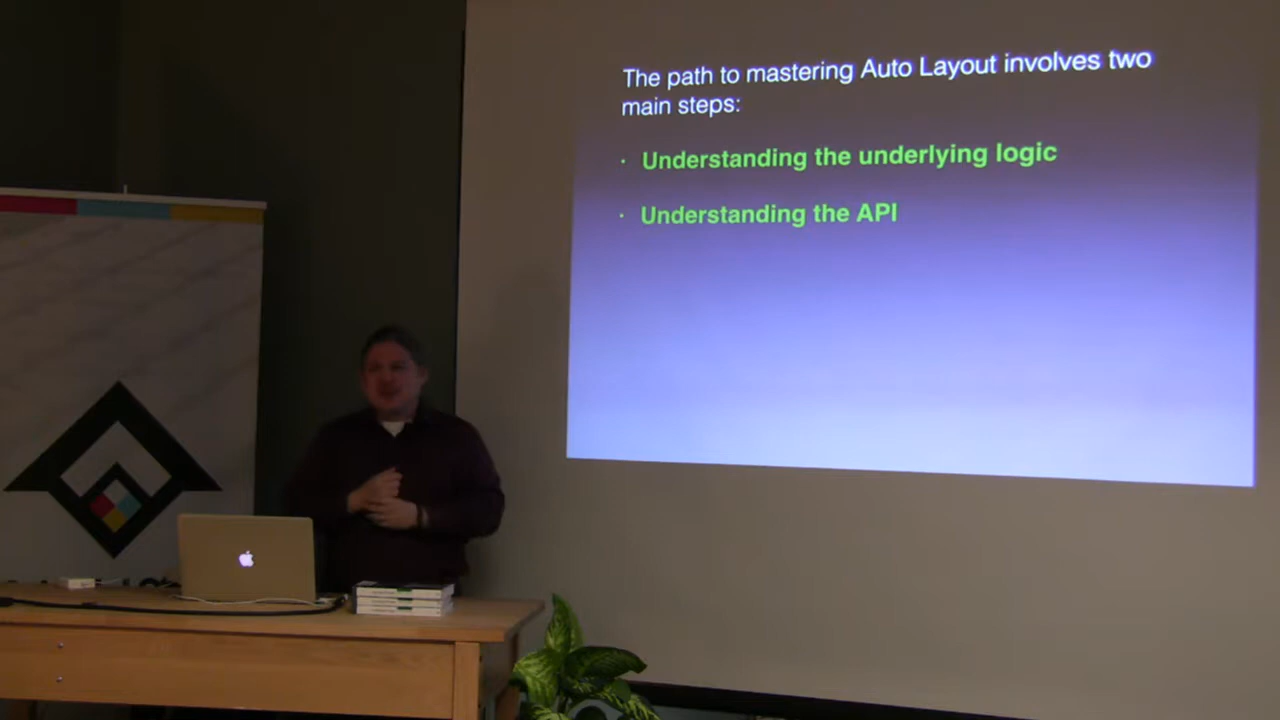 The path to mastering Auto Layout involves two
main steps:
· Understanding the underlying logic
· Understanding the API